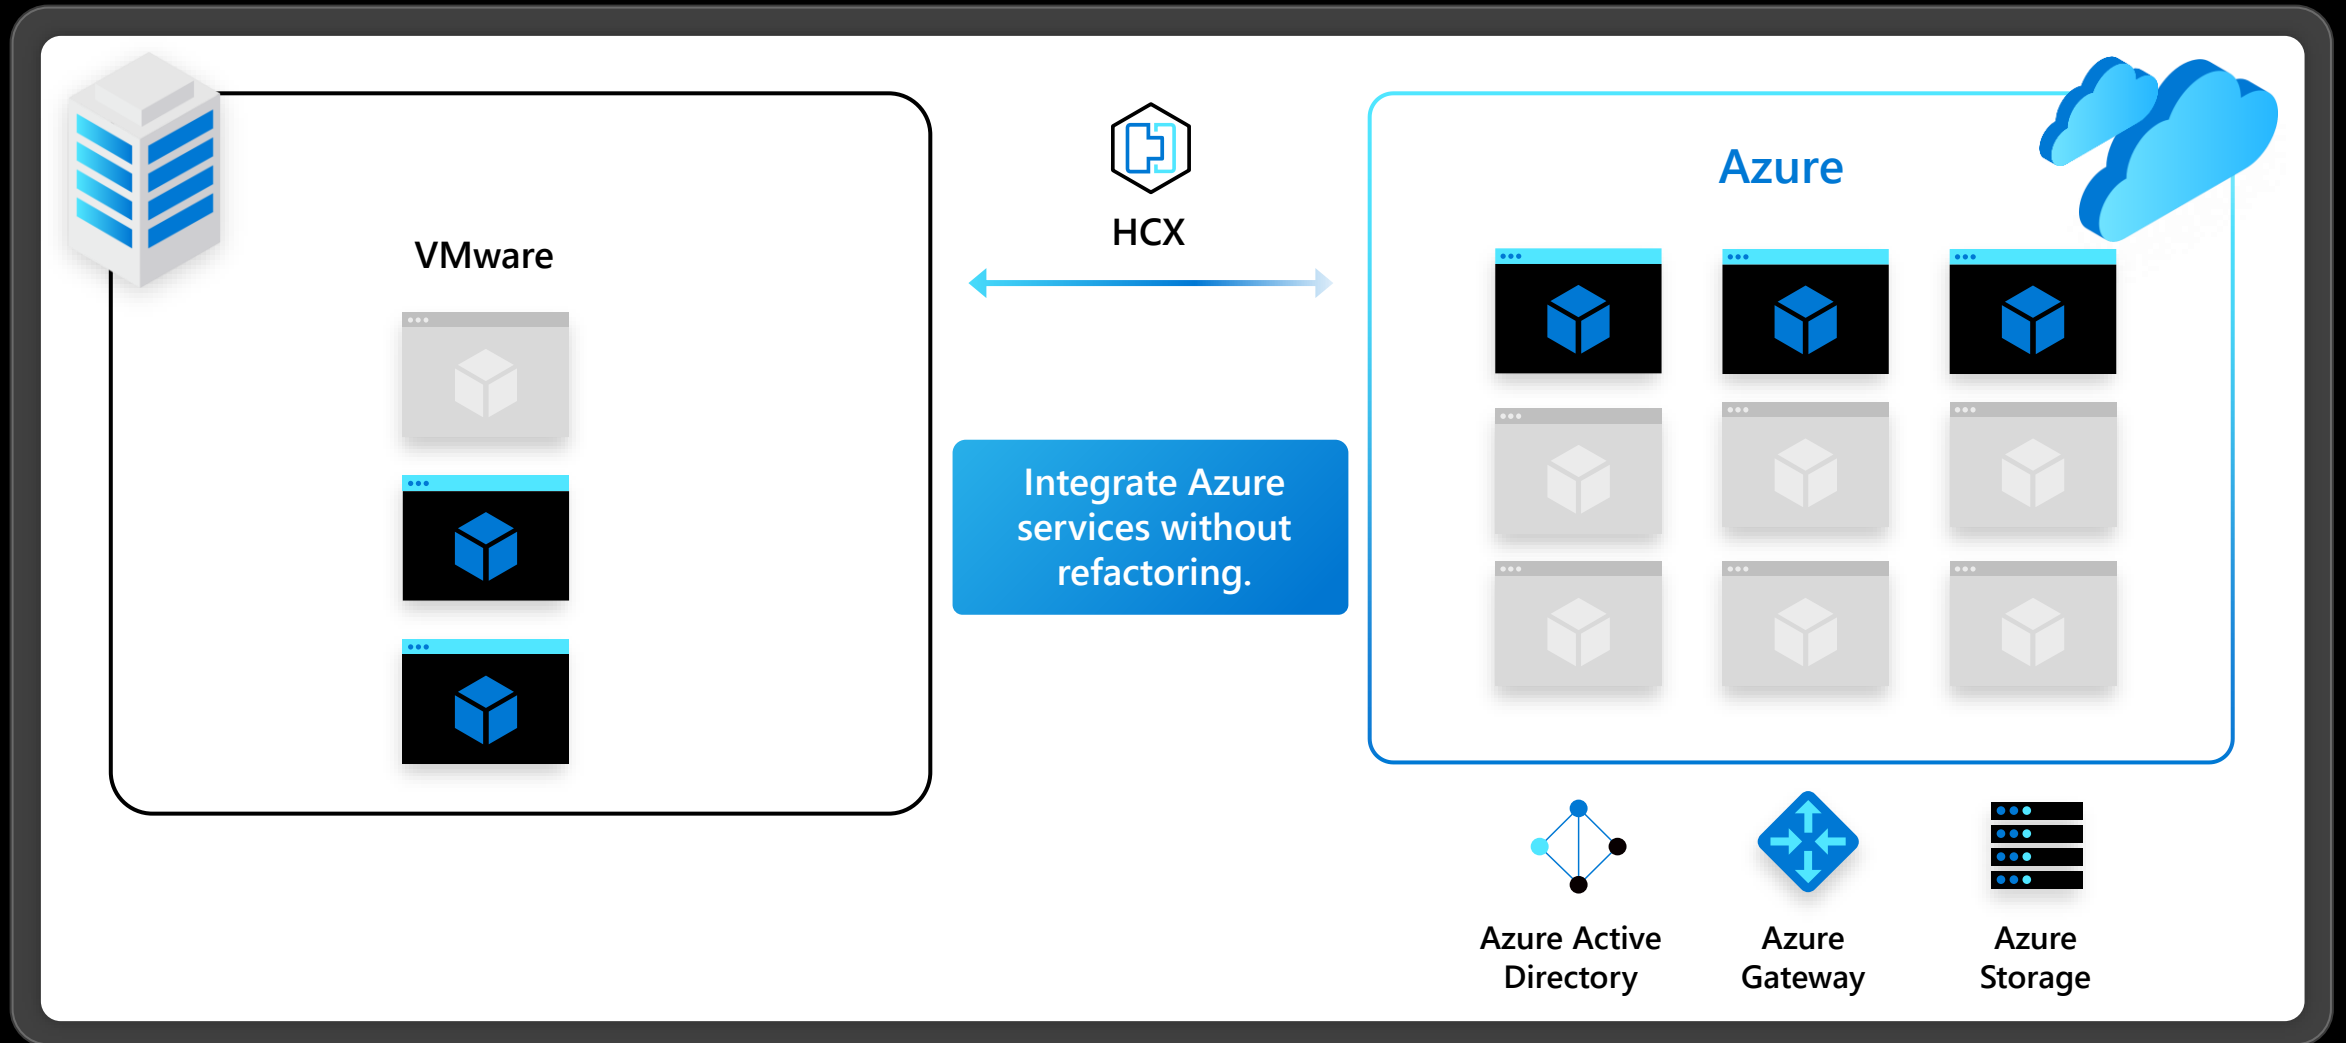 VMware
HCX
Integrate Azure
services without
refactoring.
Azure
Azure Active
Directory
Azure
Gateway
Azure
Storage